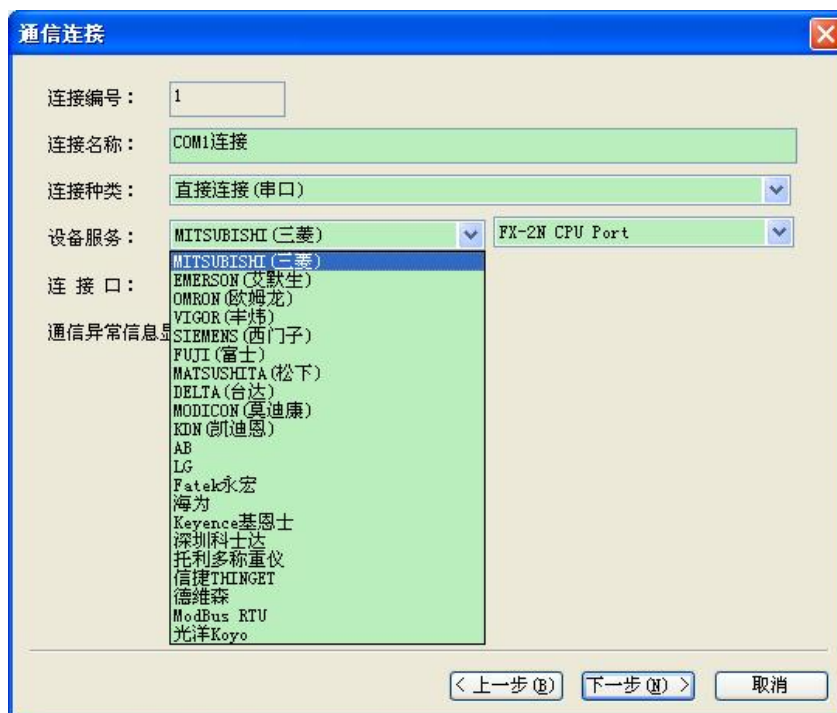 通信连接
连接编号： 1
连接名称： COM1连接
连接种类： 直接连接(串口)
设备服务： MITSUBISHI(三菱) FX-2N CPU Port
MITSUBISHI(三菱)
连 接 口：
EMERSON(艾默生)
OMRON(欧姆龙)
VIGOR(丰炜)
通信异常信息显
SIEMENS(西门子)
FUJI(富士)
MATSUSHITA(松下)
DELTA(台达)
MODICON(莫迪康)
KDN(凯迪恩)
AB
LG
Fatek永宏
海为
Keyence基恩士
深圳科士达
托利多称重仪
信捷THINGET
德维森
ModBus RTU
光洋Koyo
< 上一步(B) 下一步(N) > 取消